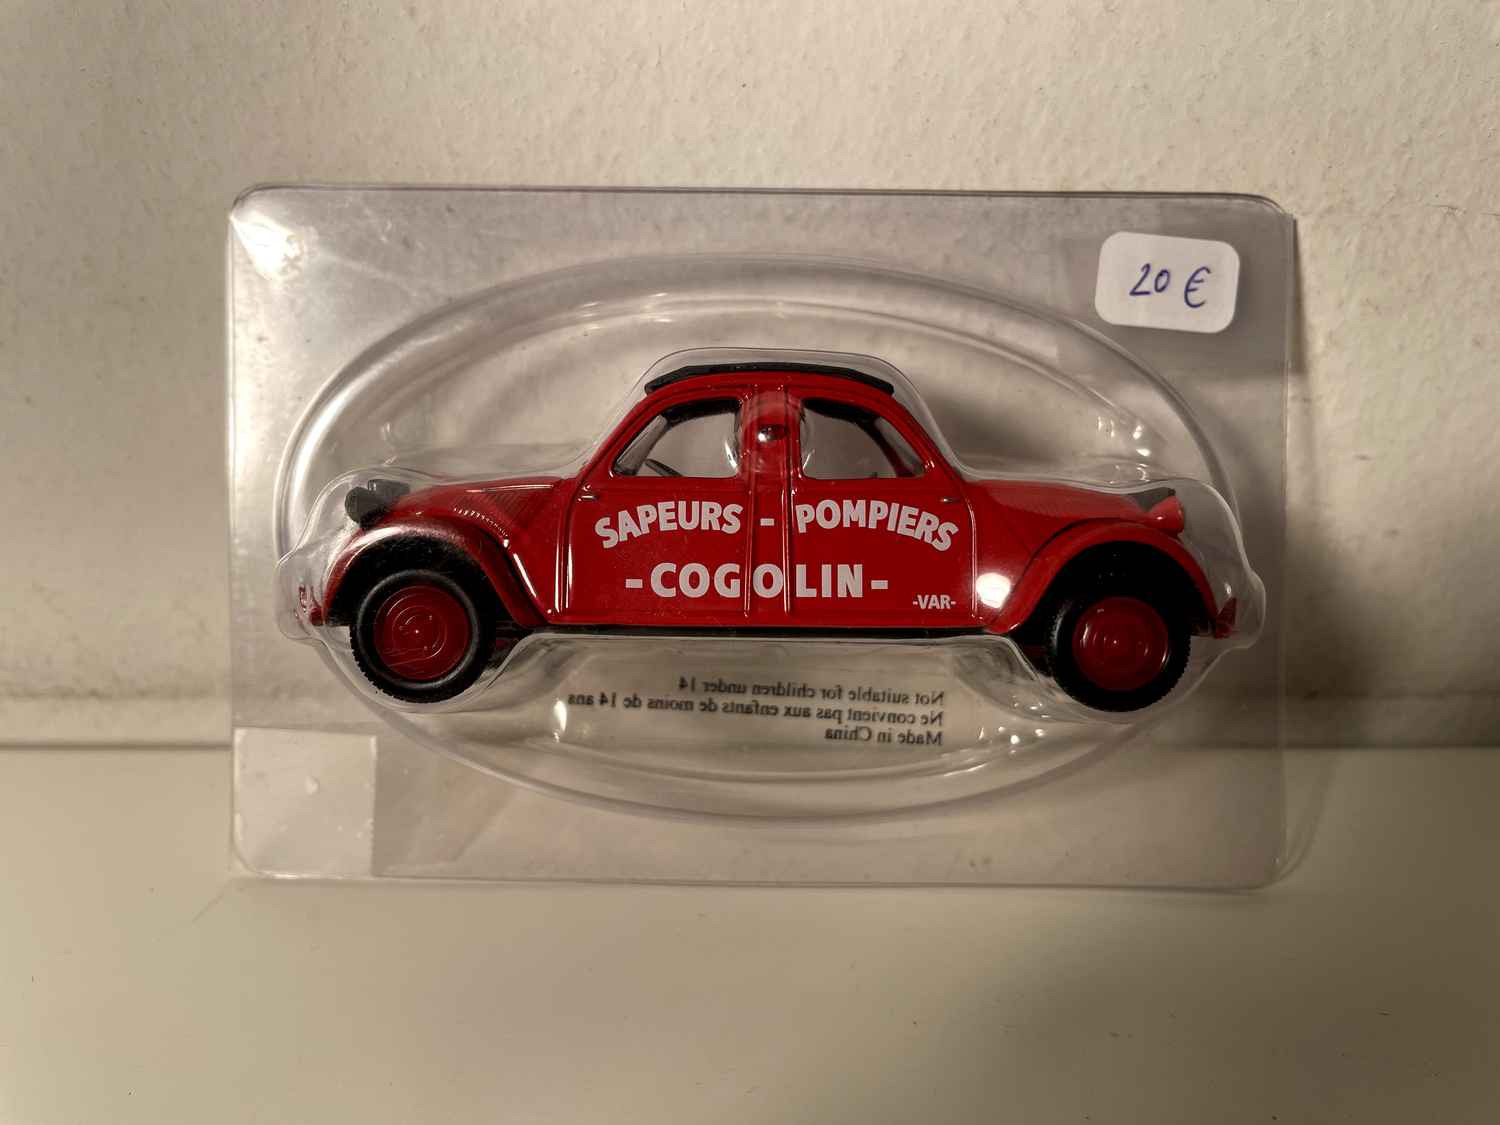 20 €
SAPEURS - POMPIERS
-COGOLIN-
-VAR-
Not suitable for children under 14
Ne convient pas aux enfants de moins de 14 ans
Made in China